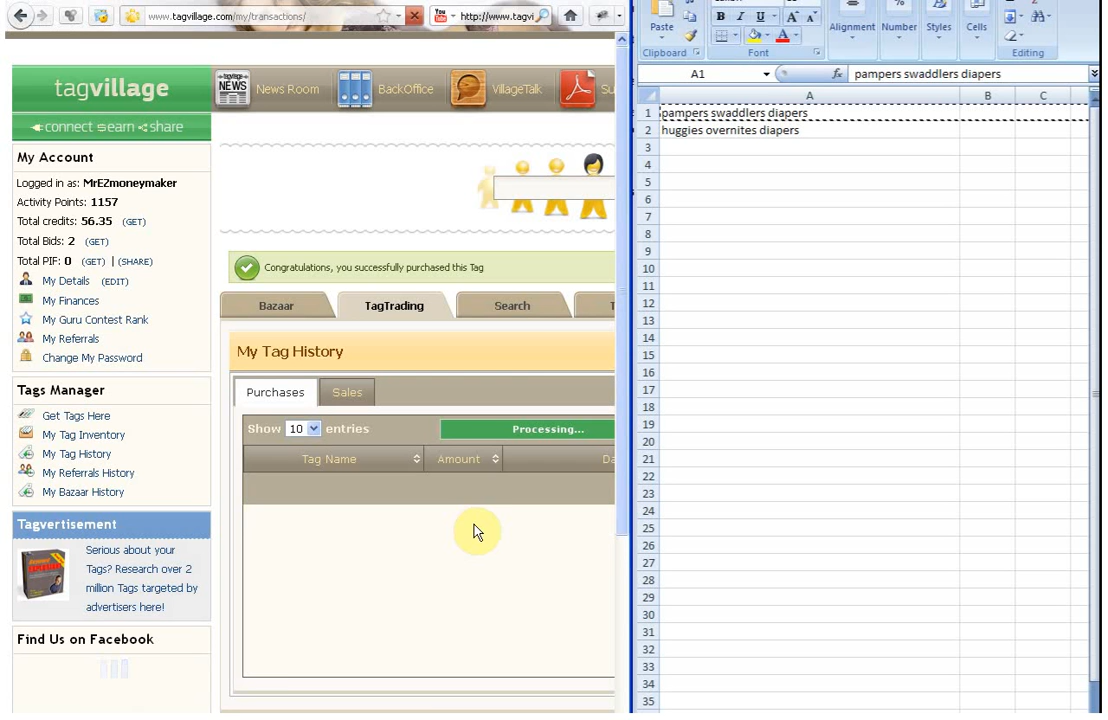 www.tagvillage.com/my/transactions/
http://www.tagvi
tagvillage
connect earn share
NEWS
News Room
BackOffice
VillageTalk
Su
My Account
Logged in as: MrEZmoneymaker
Activity Points: 1157
Total credits: 56.35 (GET)
Total Bids: 2 (GET)
Total PIF: 0 (GET) | (SHARE)
My Details (EDIT)
My Finances
My Guru Contest Rank
My Referrals
Change My Password
Tags Manager
Get Tags Here
My Tag Inventory
My Tag History
My Referrals History
My Bazaar History
Tagvertisement
Serious about your
Tags? Research over 2
million Tags targeted by
advertisers here!
Find Us on Facebook
Congratulations, you successfully purchased this Tag
Bazaar
TagTrading
Search
T
My Tag History
Purchases
Sales
Show 10 entries
Processing...
Tag Name
Amount
Da
Paste
B I U A A
A
Alignment
Number
Styles
Cells
Clipboard
Font
Editing
A1
fx
pampers swaddlers diapers
A B C
1 pampers swaddlers diapers
2 huggies overnites diapers
3
4
5
6
7
8
9
10
11
12
13
14
15
16
17
18
19
20
21
22
23
24
25
26
27
28
29
30
31
32
33
34
35